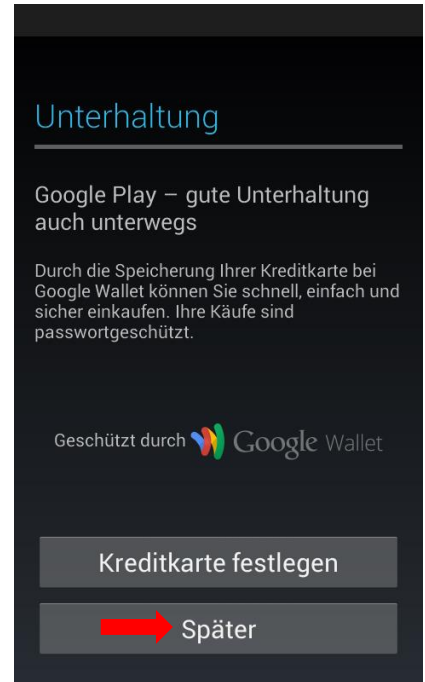 Unterhaltung
Google Play – gute Unterhaltung
auch unterwegs
Durch die Speicherung Ihrer Kreditkarte bei
Google Wallet können Sie schnell, einfach und
sicher einkaufen. Ihre Käufe sind
passwortgeschützt.
Geschützt durch Google Wallet
Kreditkarte festlegen
Später